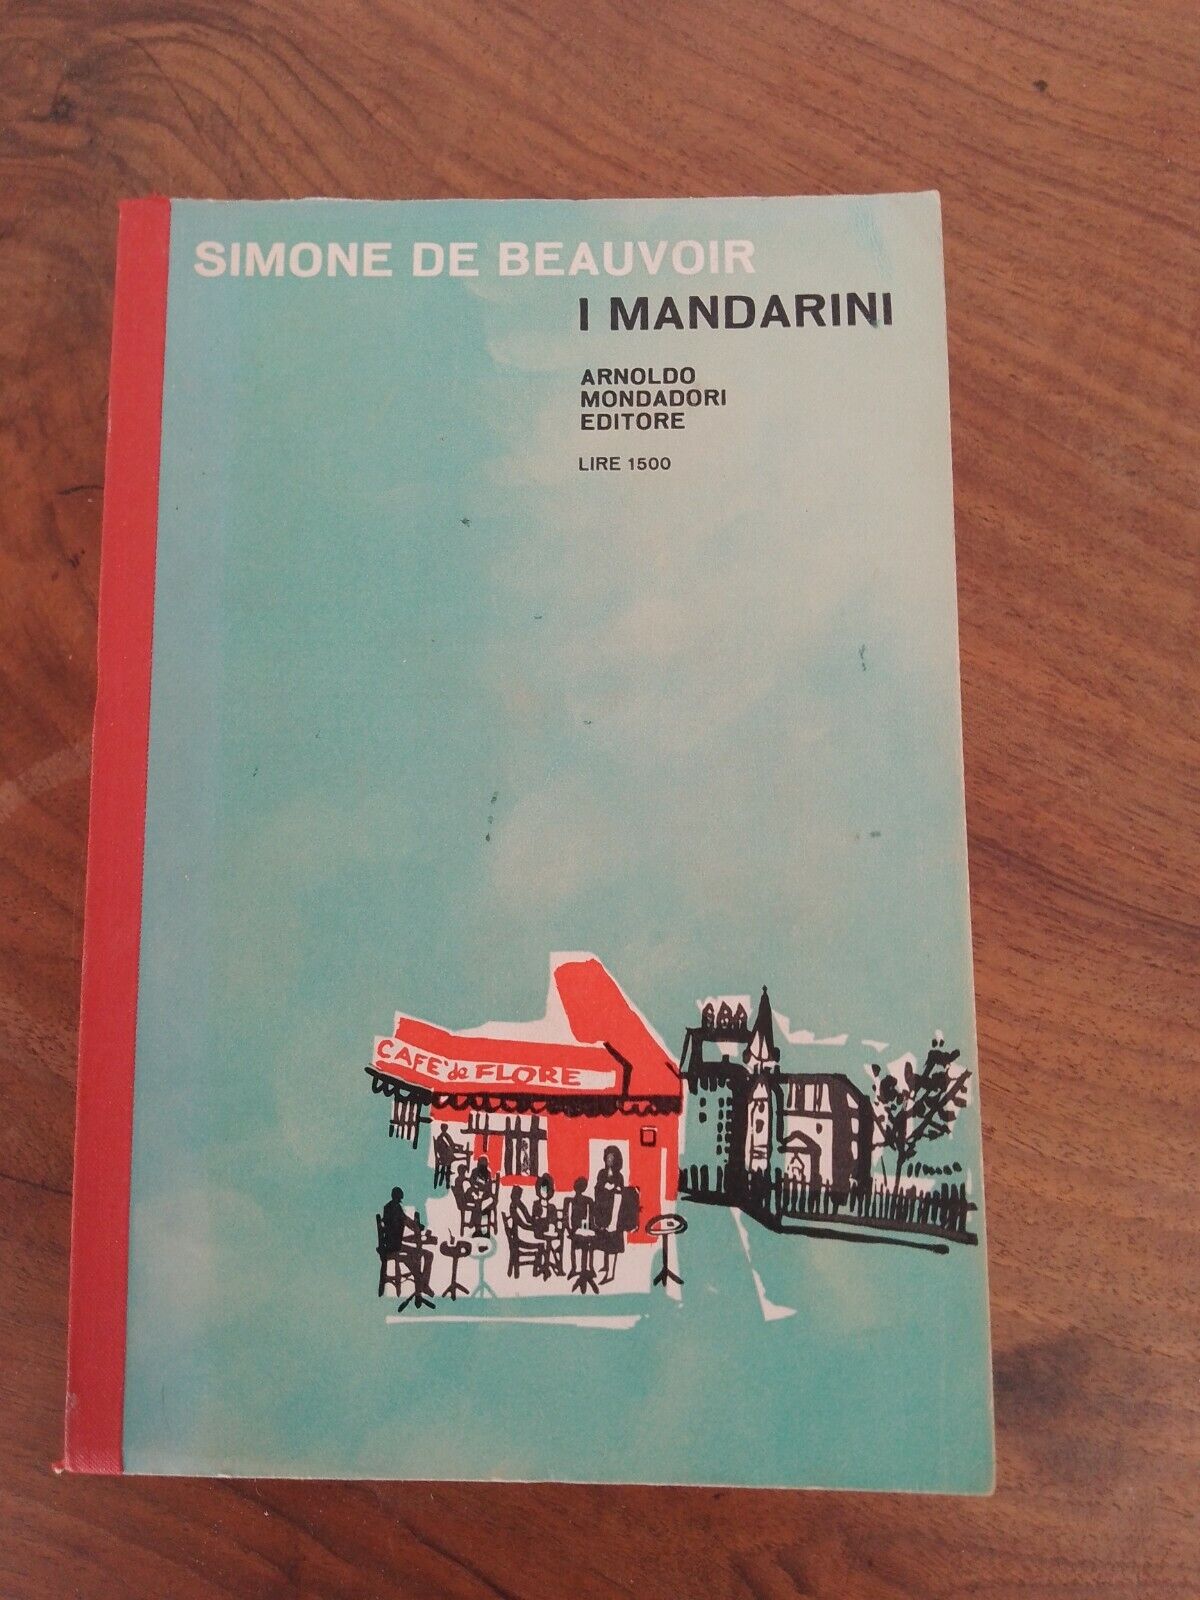 SIMONE DE BEAUVOIR
I MANDARINI
ARNOLDO
MONDADORI
EDITORE
LIRE 1500
CAFE' de FLORE